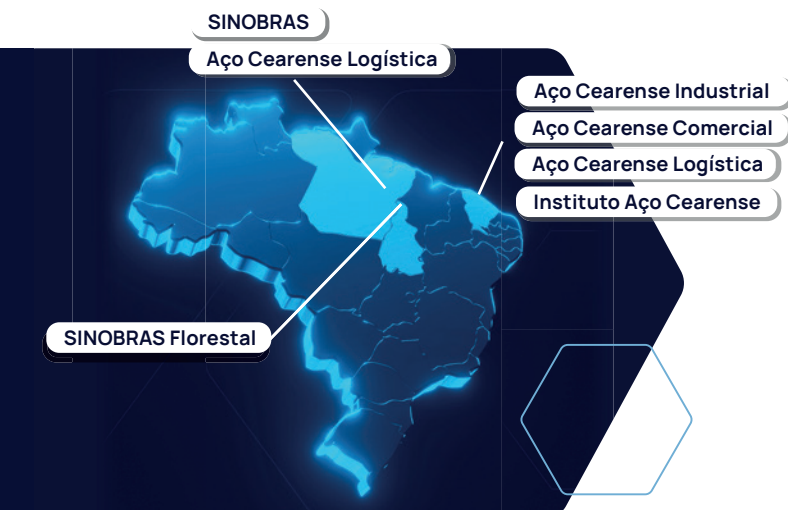 SINOBRAS
Aço Cearense Logística
Aço Cearense Industrial
Aço Cearense Comercial
Aço Cearense Logística
Instituto Aço Cearense
SINOBRAS Florestal